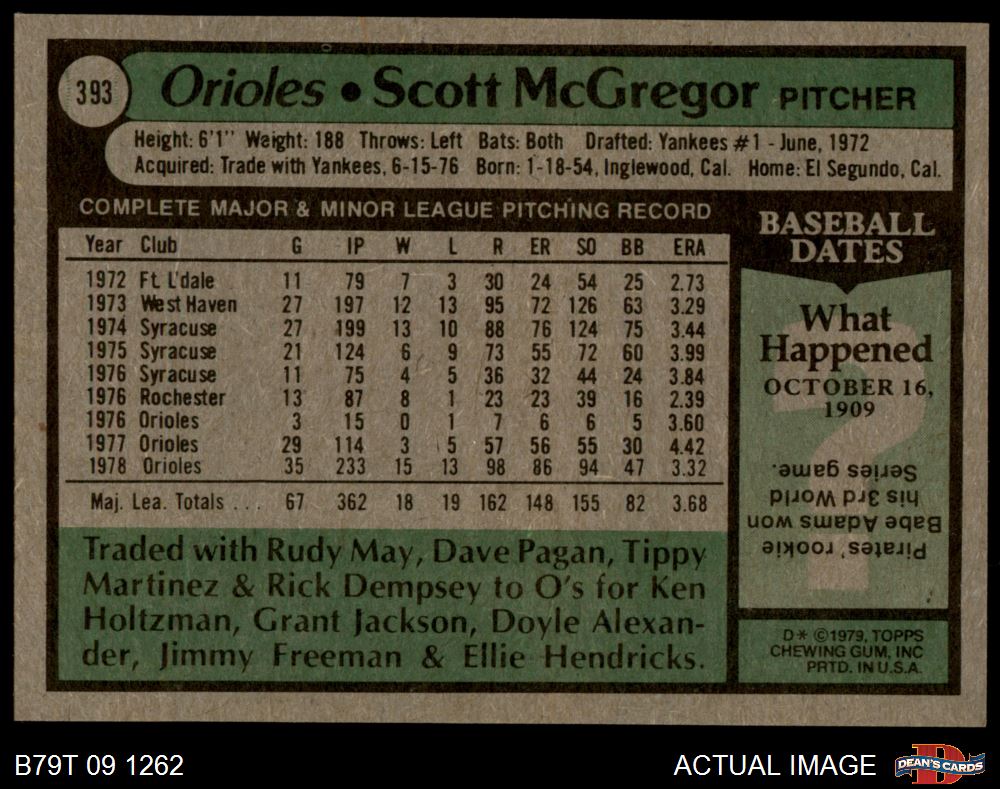 393
Orioles • Scott McGregor PITCHER
Height: 6'1" Weight: 188 Throws: Left Bats: Both Drafted: Yankees #1 - June, 1972
Acquired: Trade with Yankees, 6-15-76 Born: 1-18-54, Inglewood, Cal. Home: El Segundo, Cal.
COMPLETE MAJOR & MINOR LEAGUE PITCHING RECORD
Year Club G IP W L R ER SO BB ERA
1972 Ft. L'dale 11 79 7 3 30 24 54 25 2.73
1973 West Haven 27 197 12 13 95 72 126 63 3.29
1974 Syracuse 27 199 13 10 88 76 124 75 3.44
1975 Syracuse 21 124 6 9 73 55 72 60 3.99
1976 Syracuse 11 75 4 5 36 32 44 24 3.84
1976 Rochester 13 87 8 1 23 23 39 16 2.39
1976 Orioles 3 15 0 1 7 6 6 5 3.60
1977 Orioles 29 114 3 5 57 56 55 30 4.42
1978 Orioles 35 233 15 13 98 86 94 47 3.32
Maj. Lea. Totals ... 67 362 18 19 162 148 155 82 3.68
Traded with Rudy May, Dave Pagan, Tippy
Martinez & Rick Dempsey to O's for Ken
Holtzman, Grant Jackson, Doyle Alexan-
der, Jimmy Freeman & Ellie Hendricks.
BASEBALL
DATES
What
Happened
OCTOBER 16,
1909
?
Pirates' rookie
Babe Adams won
his 3rd World
Series game.
D* ©1979, TOPPS
CHEWING GUM, INC
PRTD. IN U.S.A.
B79T 09 1262
ACTUAL IMAGE
D
DEAN'S CARDS